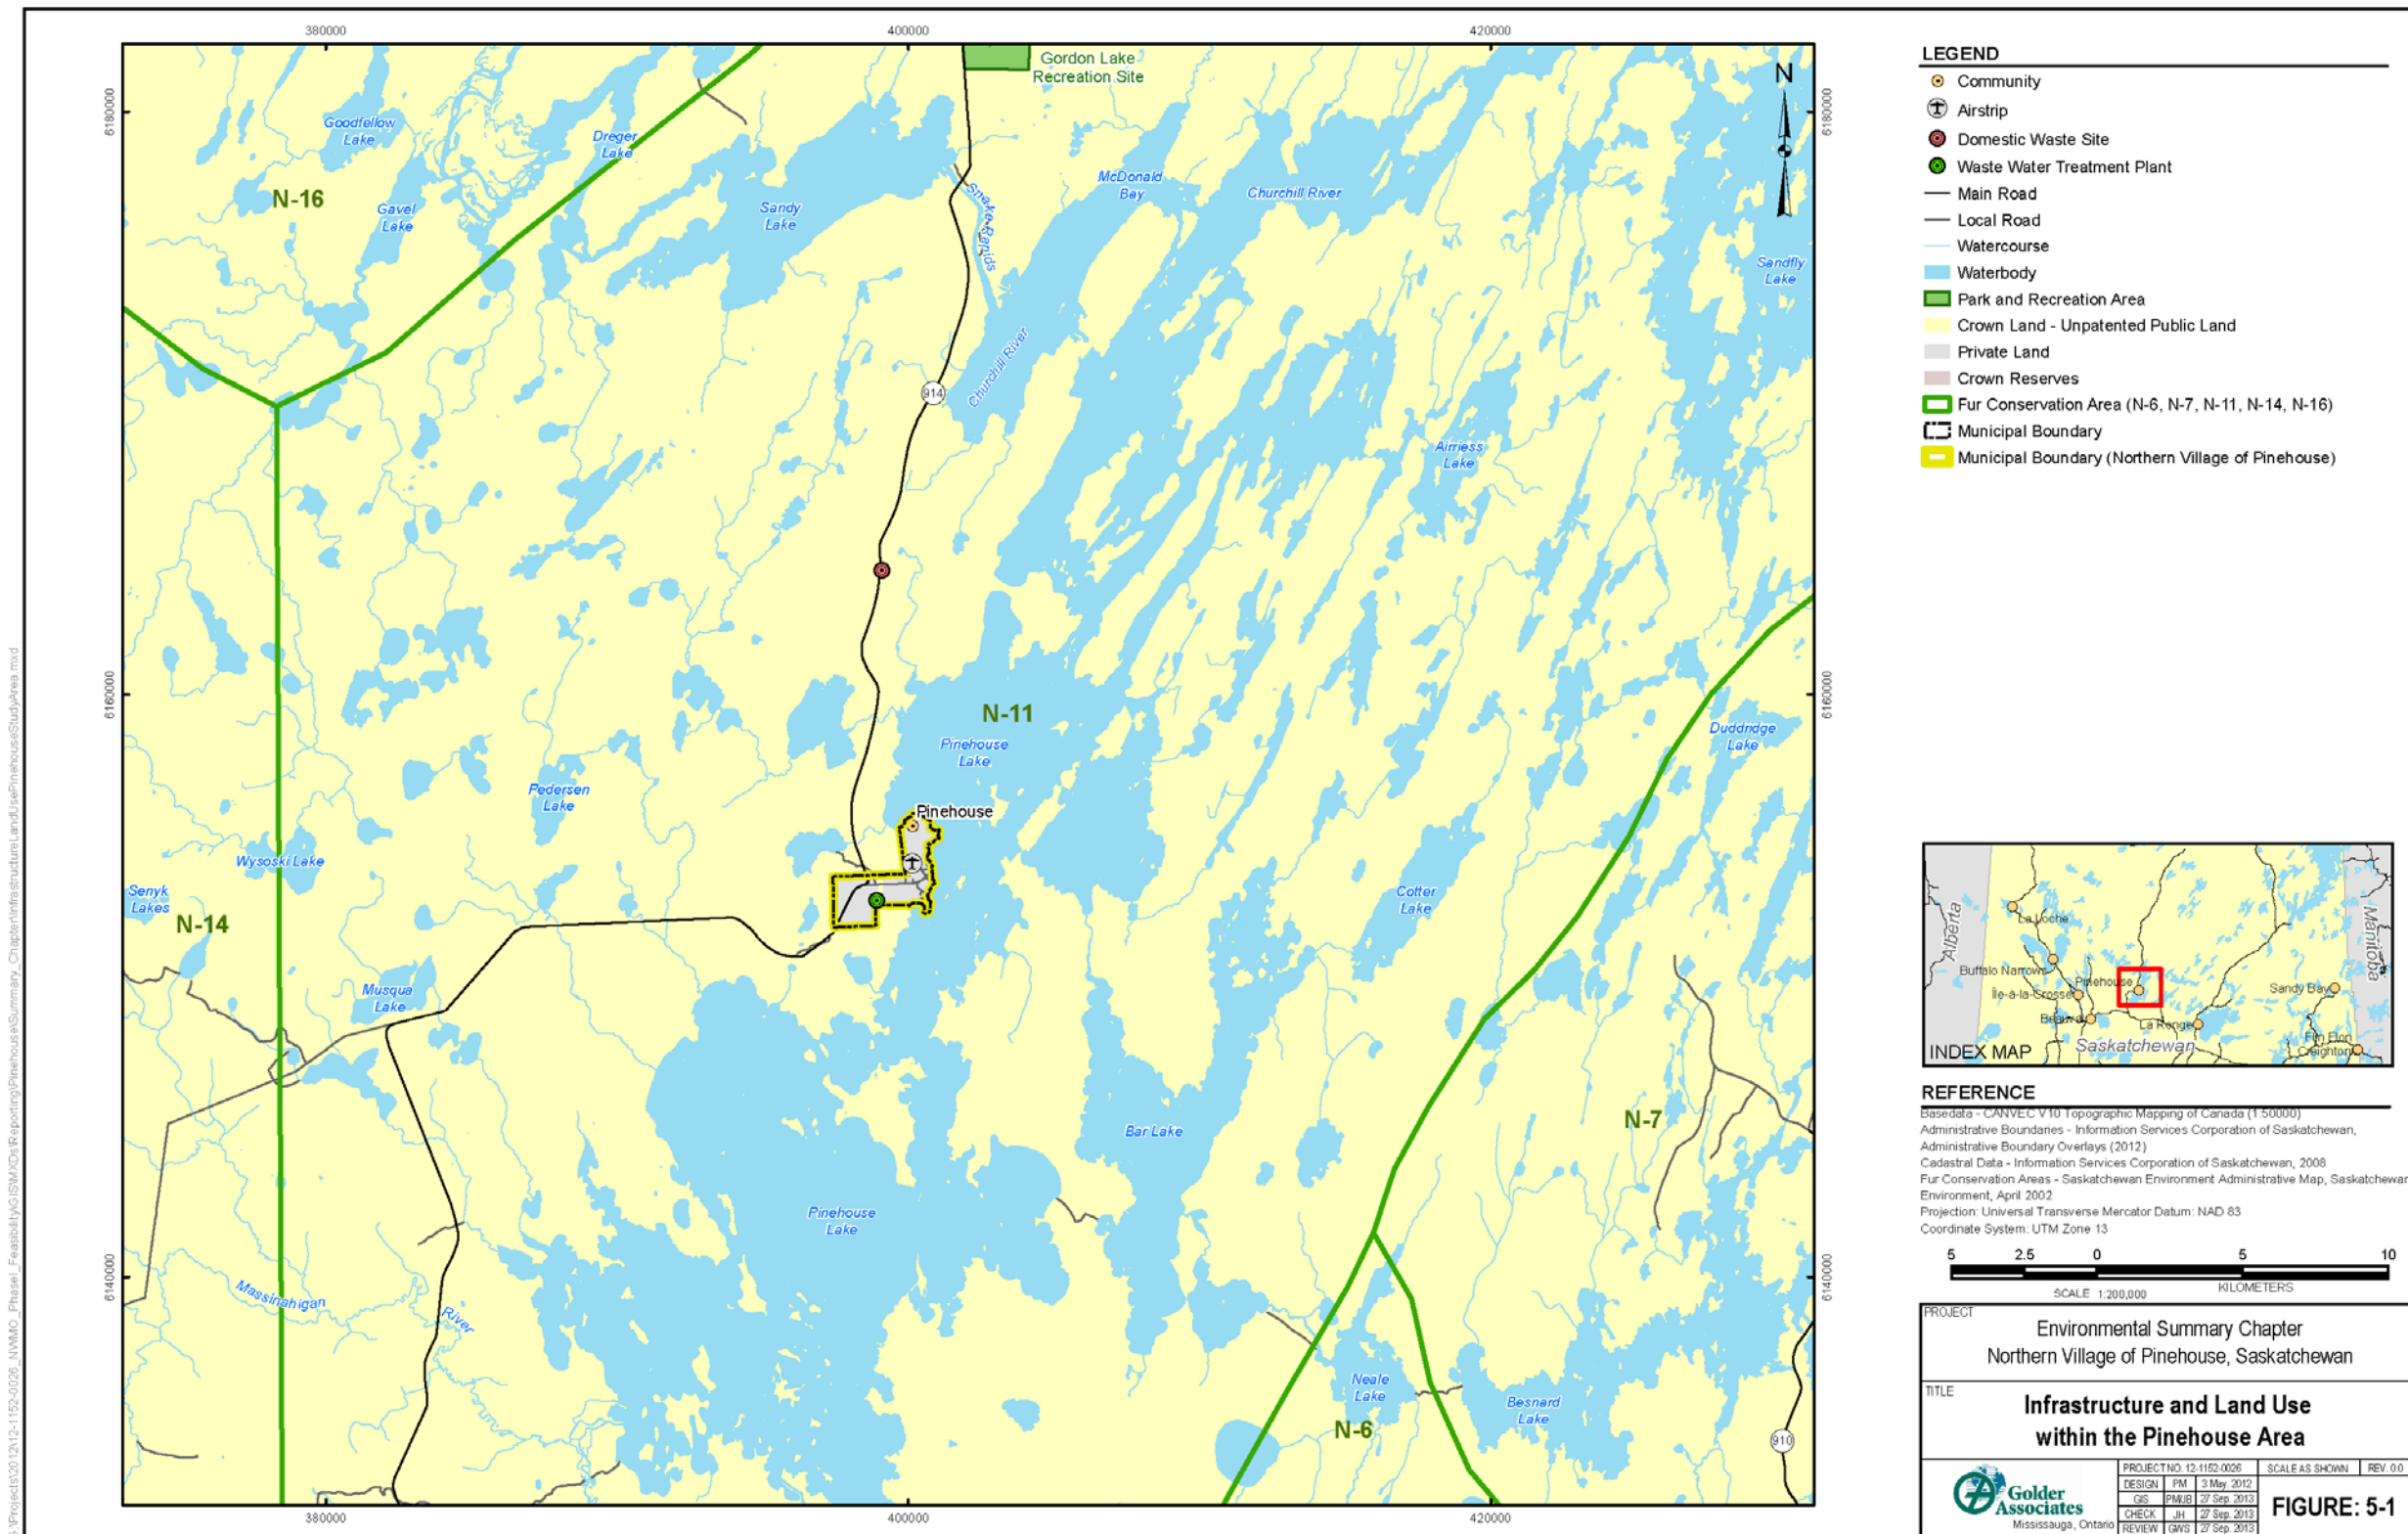 380000
400000
420000
6180000
6160000
6140000
6180000
6160000
6140000
380000
400000
420000
Gordon Lake
Recreation Site
N
Goodfellow
Lake
Dreger
Lake
N-16
Gavel
Lake
Sandy
Lake
Snake Rapids
McDonald
Bay
Churchill River
Sandfly
Lake
Churchill River
914
Airriess
Lake
N-11
Pinehouse
Lake
Duddridge
Lake
Pedersen
Lake
Pinehouse
Wysoski Lake
Senyk
Lakes
N-14
Cotter
Lake
Musqua
Lake
N-7
Bar Lake
Pinehouse
Lake
Massinahigan
River
Neale
Lake
Besnard
Lake
N-6
910
LEGEND
Community
Airstrip
Domestic Waste Site
Waste Water Treatment Plant
Main Road
Local Road
Watercourse
Waterbody
Park and Recreation Area
Crown Land - Unpatented Public Land
Private Land
Crown Reserves
Fur Conservation Area (N-6, N-7, N-11, N-14, N-16)
Municipal Boundary
Municipal Boundary (Northern Village of Pinehouse)
La Loche
Alberta
Manitoba
Buffalo Narrows
Pinehouse
Île-à-la-Crosse
Sandy Bay
Beauval
La Ronge
Flin Flon
Creighton
Saskatchewan
INDEX MAP
REFERENCE
Basedata - CANVEC V10 Topographic Mapping of Canada (1:50000)
Administrative Boundaries - Information Services Corporation of Saskatchewan,
Administrative Boundary Overlays (2012)
Cadastral Data - Information Services Corporation of Saskatchewan, 2008
Fur Conservation Areas - Saskatchewan Environment Administrative Map, Saskatchewan
Environment, April 2002
Projection: Universal Transverse Mercator Datum: NAD 83
Coordinate System: UTM Zone 13
5 2.5 0 5 10
SCALE 1:200,000 KILOMETERS
PROJECT
Environmental Summary Chapter
Northern Village of Pinehouse, Saskatchewan
TITLE
Infrastructure and Land Use
within the Pinehouse Area
Golder
Associates
Mississauga, Ontario
PROJECT NO. 12-1152-0026 SCALE AS SHOWN REV. 0.0
DESIGN PM 3 May. 2012
GIS PM/JB 27 Sep. 2013
CHECK JH 27 Sep. 2013
REVIEW GWS 27 Sep. 2013
FIGURE: 5-1